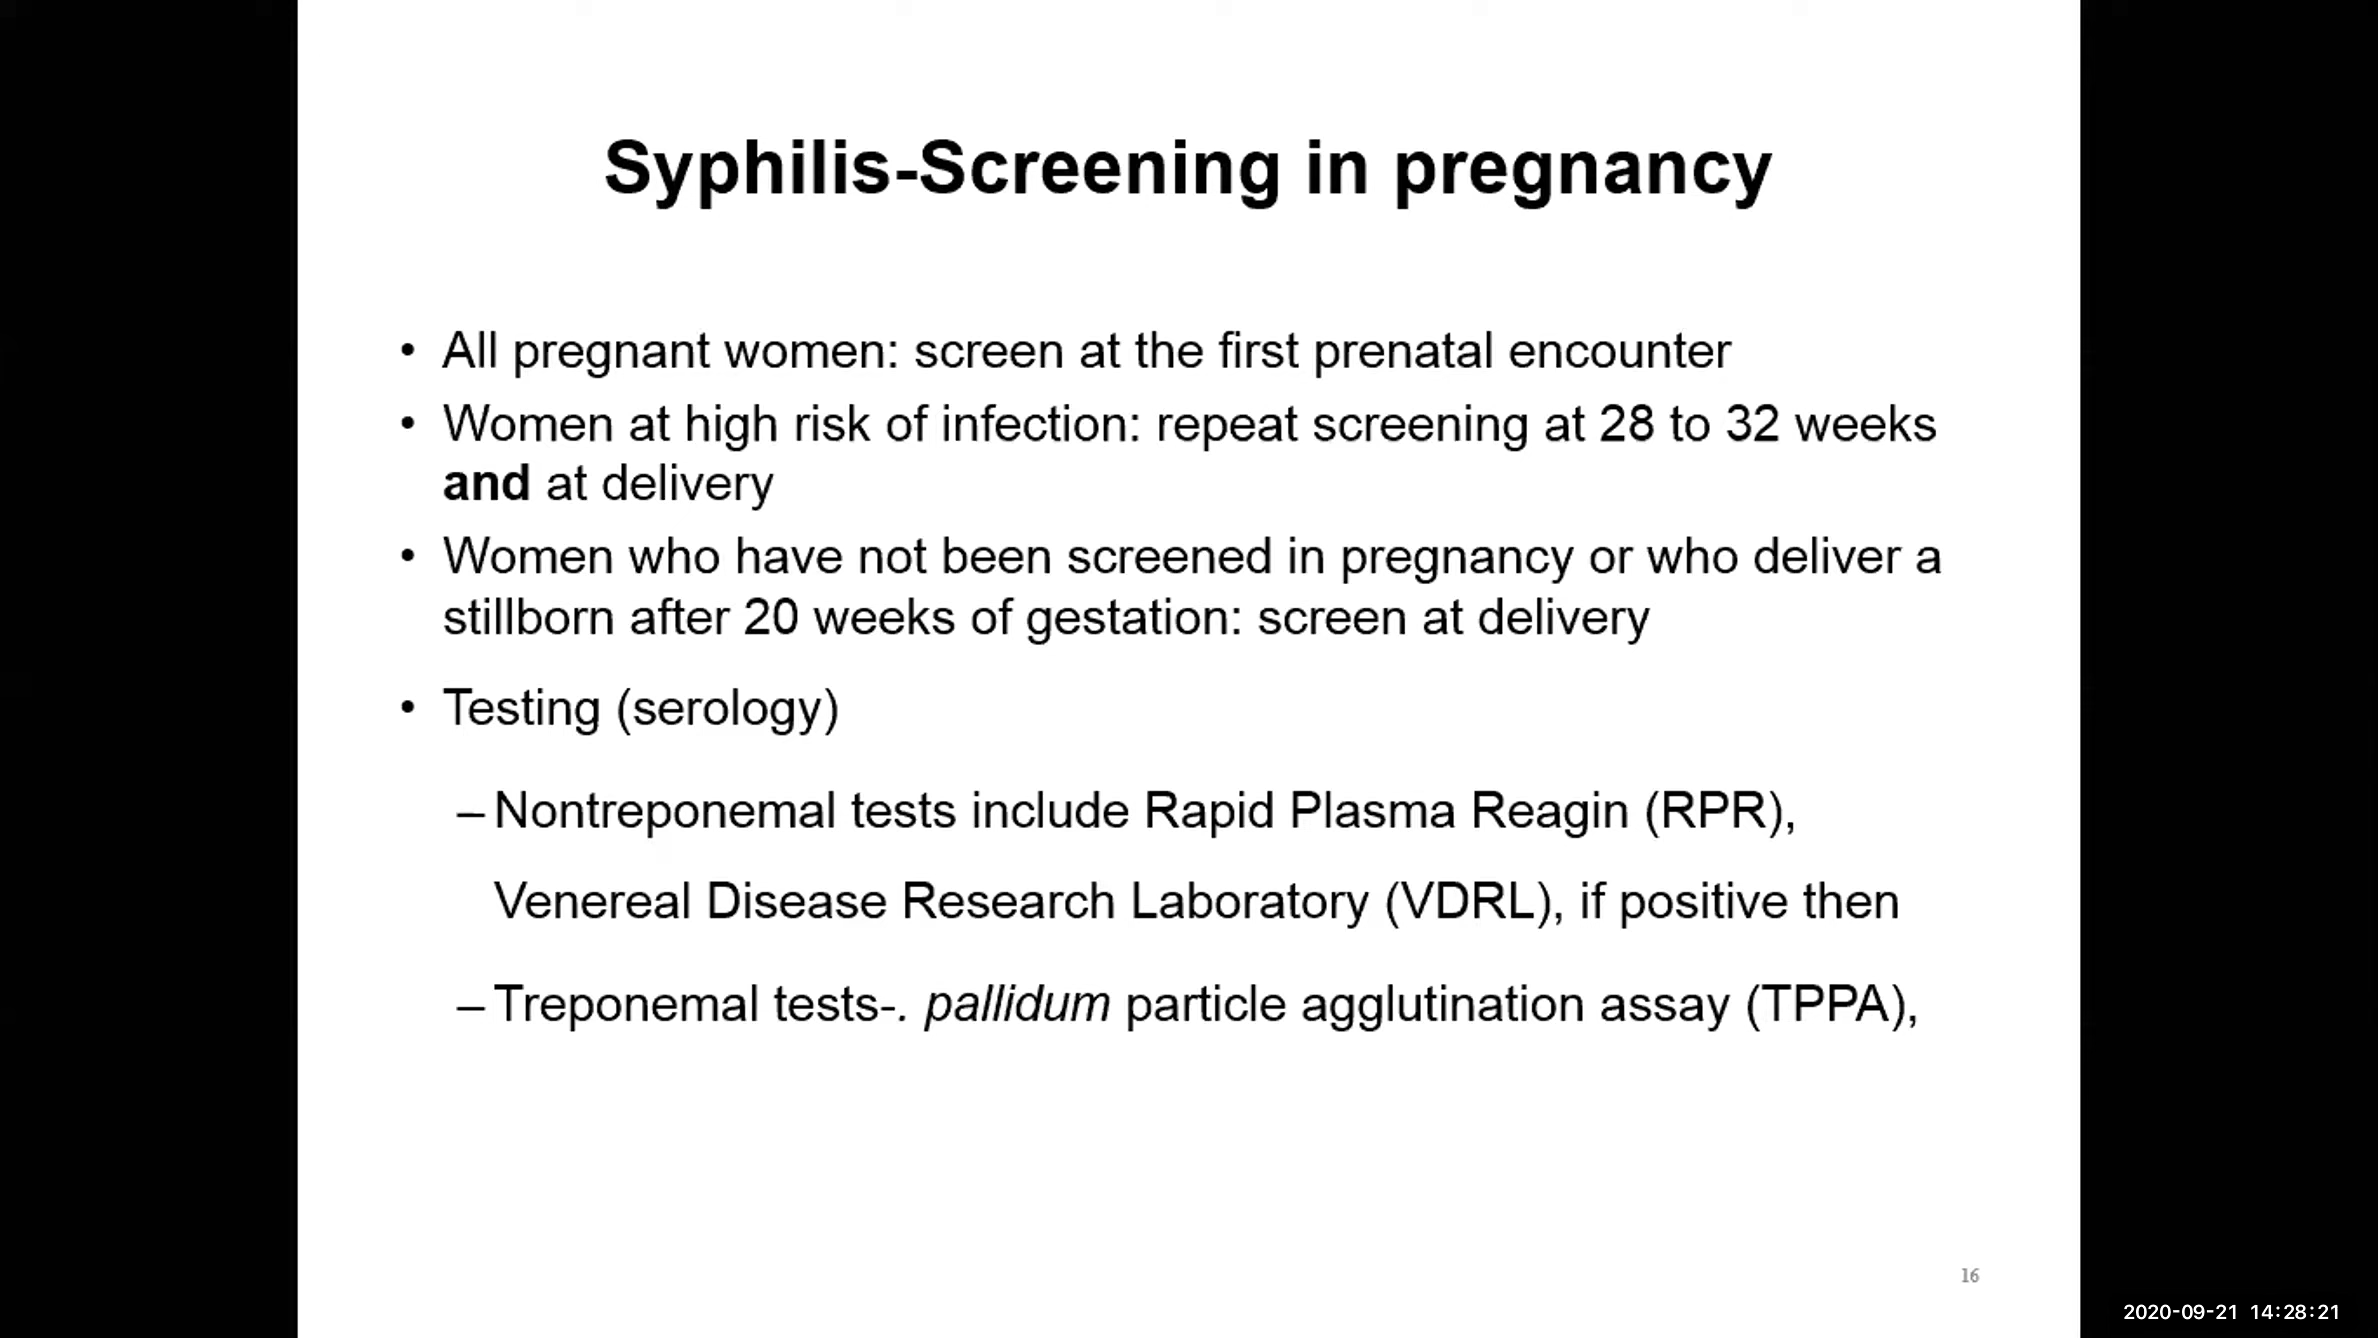 Syphilis-Screening in pregnancy
• All pregnant women: screen at the first prenatal encounter
• Women at high risk of infection: repeat screening at 28 to 32 weeks
and at delivery
• Women who have not been screened in pregnancy or who deliver a
stillborn after 20 weeks of gestation: screen at delivery
• Testing (serology)
– Nontreponemal tests include Rapid Plasma Reagin (RPR),
Venereal Disease Research Laboratory (VDRL), if positive then
– Treponemal tests-. pallidum particle agglutination assay (TPPA),
16
2020-09-21 14:28:21